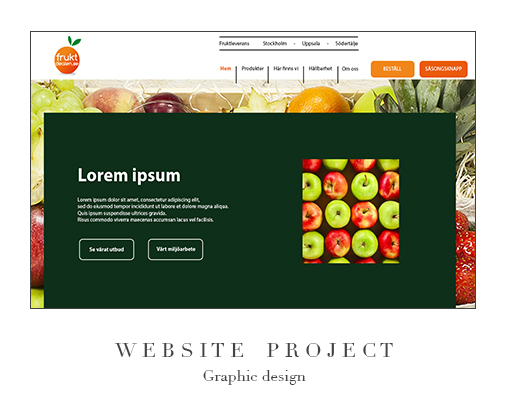 frukt
tjänsten.se
Fruktleverans Stockholm - Uppsala - Södertälje
Hem Produkter Här finns vi Hållbarhet Om oss BESTÄLL SÄSONGSKNAPP
Lorem ipsum
Lorem ipsum dolor sit amet, consectetur adipiscing elit,
sed do eiusmod tempor incididunt ut labore et dolore magna aliqua.
Quis ipsum suspendisse ultrices gravida.
Risus commodo viverra maecenas accumsan lacus vel facilisis.
Se vårat utbud Vårt miljöarbete
WEBSITE PROJECT
Graphic design